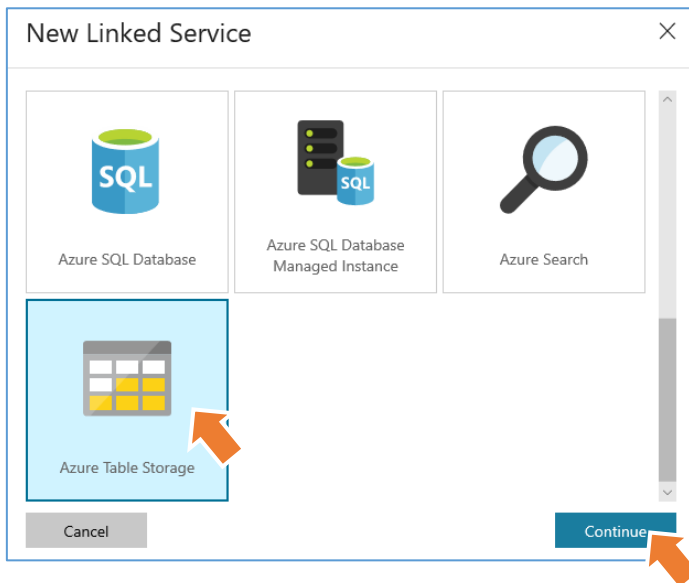 New Linked Service
SQL
SQL
Azure SQL Database
Azure SQL Database
Managed Instance
Azure Search
Azure Table Storage
Cancel
Continue